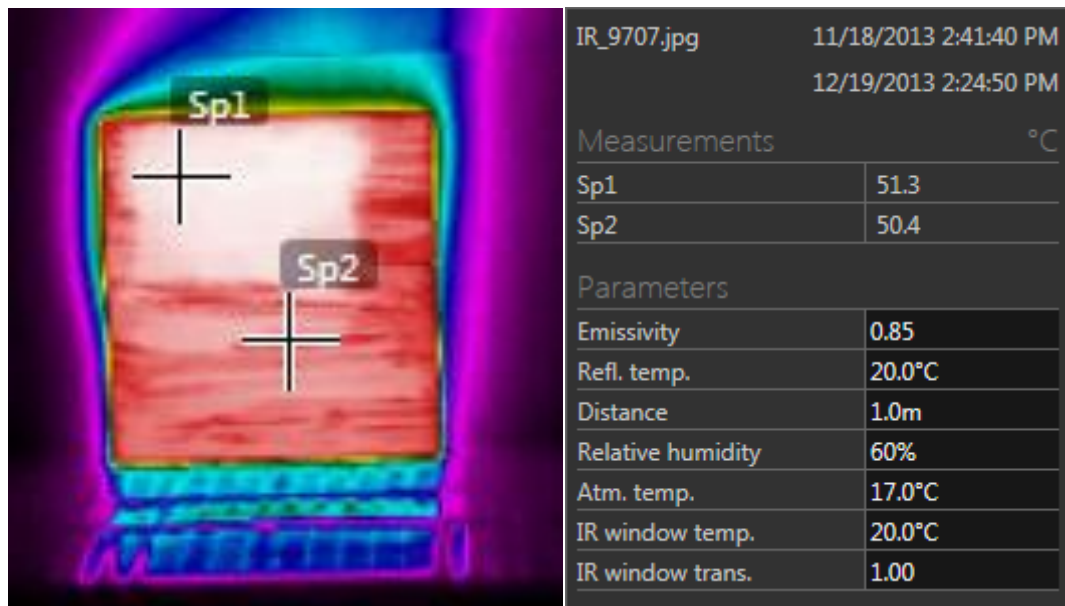 Sp1
Sp2
IR_9707.jpg 11/18/2013 2:41:40 PM
12/19/2013 2:24:50 PM
Measurements °C
Sp1 51.3
Sp2 50.4
Parameters
Emissivity 0.85
Refl. temp. 20.0°C
Distance 1.0m
Relative humidity 60%
Atm. temp. 17.0°C
IR window temp. 20.0°C
IR window trans. 1.00